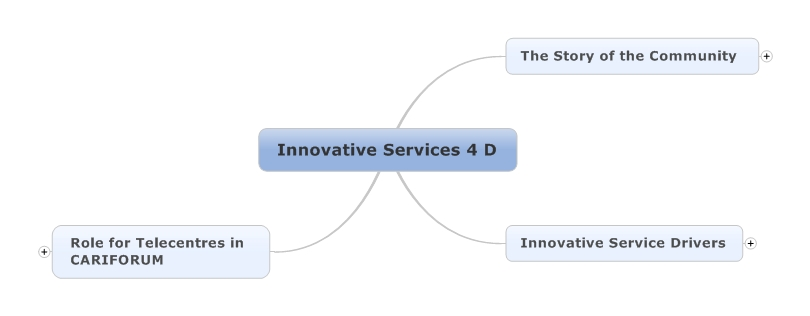 The Story of the Community
Innovative Services 4 D
Role for Telecentres in
CARIFORUM
Innovative Service Drivers